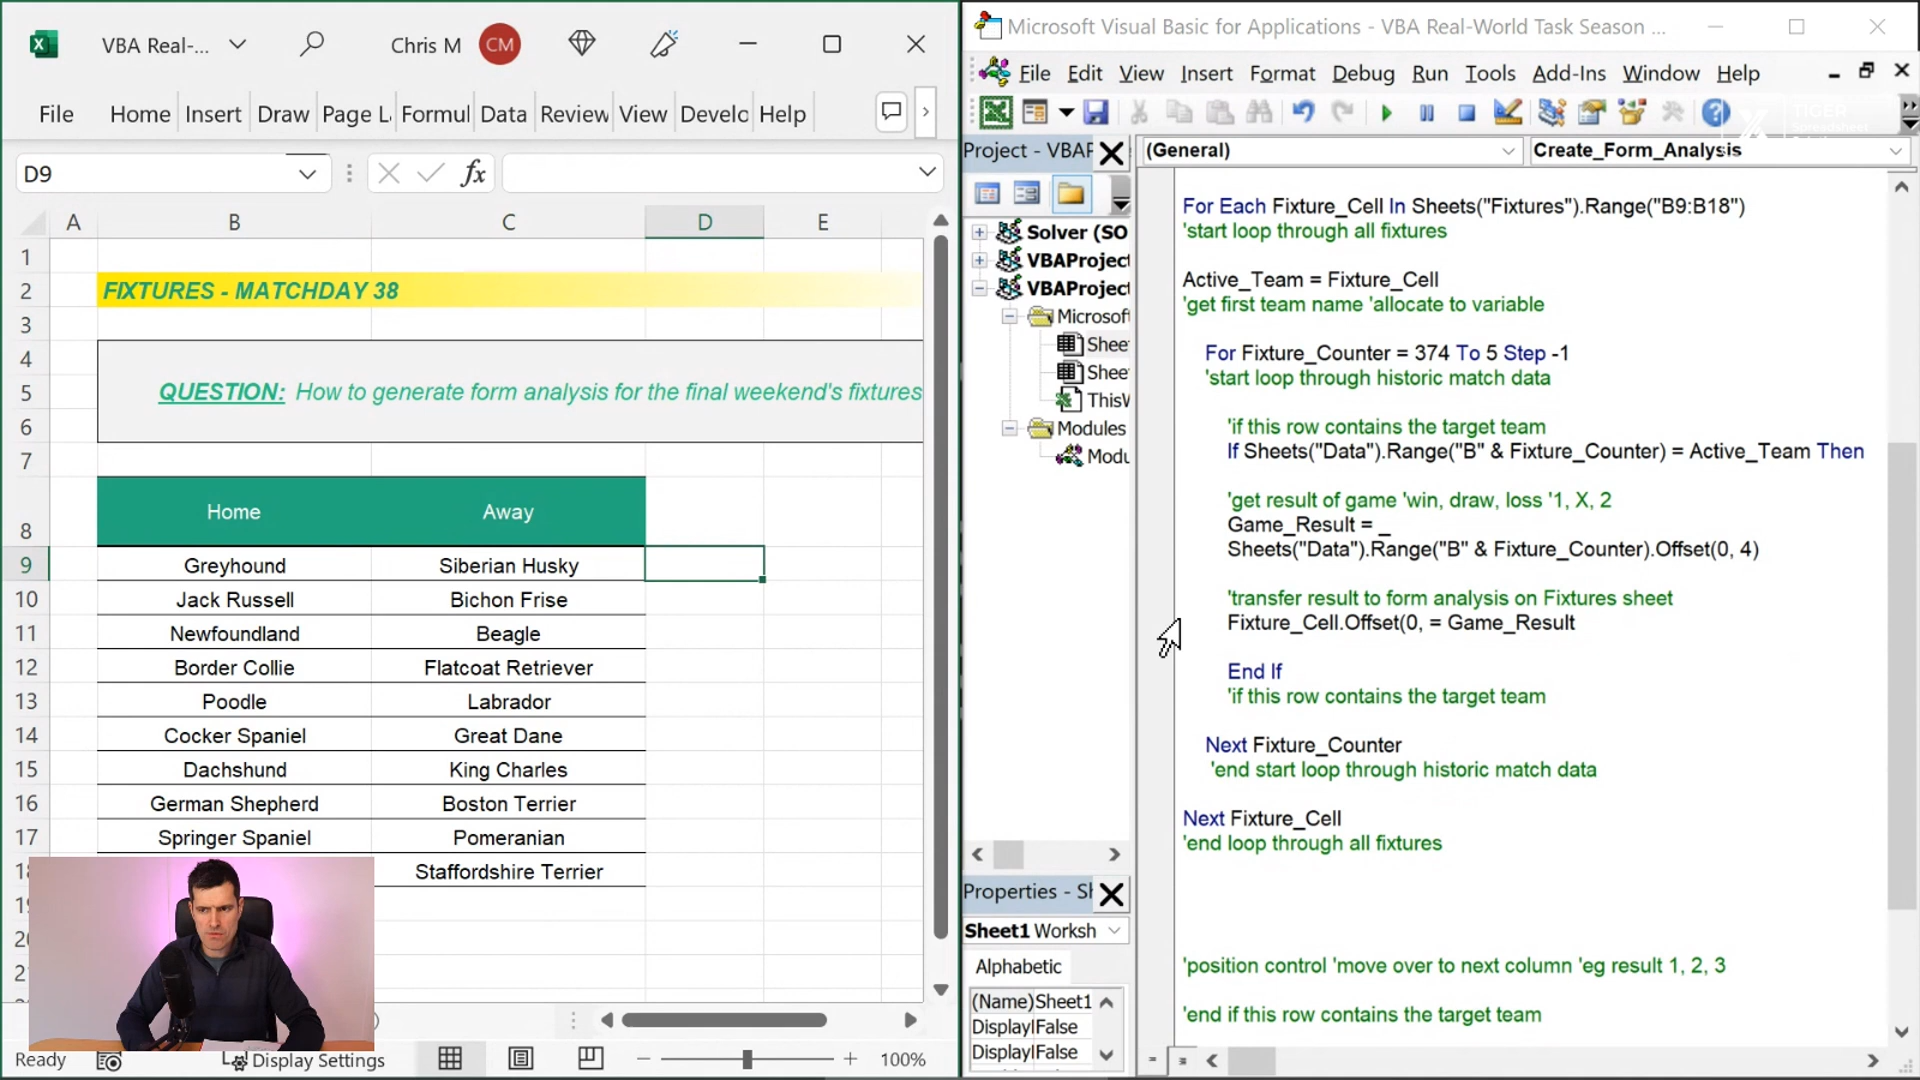 VBA Real-...
Chris M
CM
File
Home
Insert
Draw
Page L
Formul
Data
Review
View
Develo
Help
D9
fx
A
B
C
D
E
1
2
FIXTURES - MATCHDAY 38
3
4
5
QUESTION: How to generate form analysis for the final weekend's fixtures
6
7
8
Home
Away
9
Greyhound
Siberian Husky
10
Jack Russell
Bichon Frise
11
Newfoundland
Beagle
12
Border Collie
Flatcoat Retriever
13
Poodle
Labrador
14
Cocker Spaniel
Great Dane
15
Dachshund
King Charles
16
German Shepherd
Boston Terrier
17
Springer Spaniel
Pomeranian
Staffordshire Terrier
Ready
Display Settings
100%
Microsoft Visual Basic for Applications - VBA Real-World Task Season ...
File
Edit
View
Insert
Format
Debug
Run
Tools
Add-Ins
Window
Help
TIGER
Spreadsheet
Project - VBAP
(General)
Create_Form_Analysis
Solver (SO
VBAProject
VBAProject
Microsoft
Shee
Shee
ThisW
Modules
Modu
Properties - Sh
Sheet1 Worksh
Alphabetic
(Name) Sheet1
DisplayI False
DisplayI False
For Each Fixture_Cell In Sheets("Fixtures").Range("B9:B18")
'start loop through all fixtures
Active_Team = Fixture_Cell
'get first team name 'allocate to variable
For Fixture_Counter = 374 To 5 Step -1
'start loop through historic match data
'if this row contains the target team
If Sheets("Data").Range("B" & Fixture_Counter) = Active_Team Then
'get result of game 'win, draw, loss '1, X, 2
Game_Result = _
Sheets("Data").Range("B" & Fixture_Counter).Offset(0, 4)
'transfer result to form analysis on Fixtures sheet
Fixture_Cell.Offset(0, = Game_Result
End If
'if this row contains the target team
Next Fixture_Counter
'end start loop through historic match data
Next Fixture_Cell
'end loop through all fixtures
'position control 'move over to next column 'eg result 1, 2, 3
'end if this row contains the target team